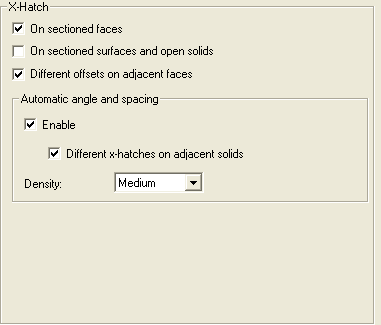 X-Hatch
On sectioned faces
On sectioned surfaces and open solids
Different offsets on adjacent faces
Automatic angle and spacing
Enable
Different x-hatches on adjacent solids
Density: Medium